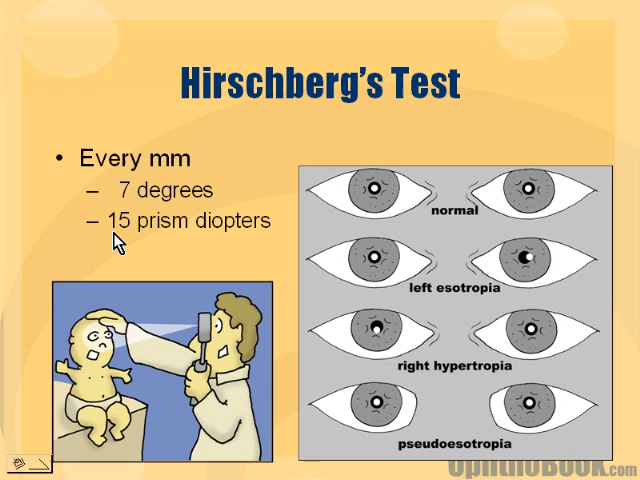 Hirschberg's Test
• Every mm
– 7 degrees
– 15 prism diopters
normal
left esotropia
right hypertropia
pseudoesotropia
OphthoBook.com